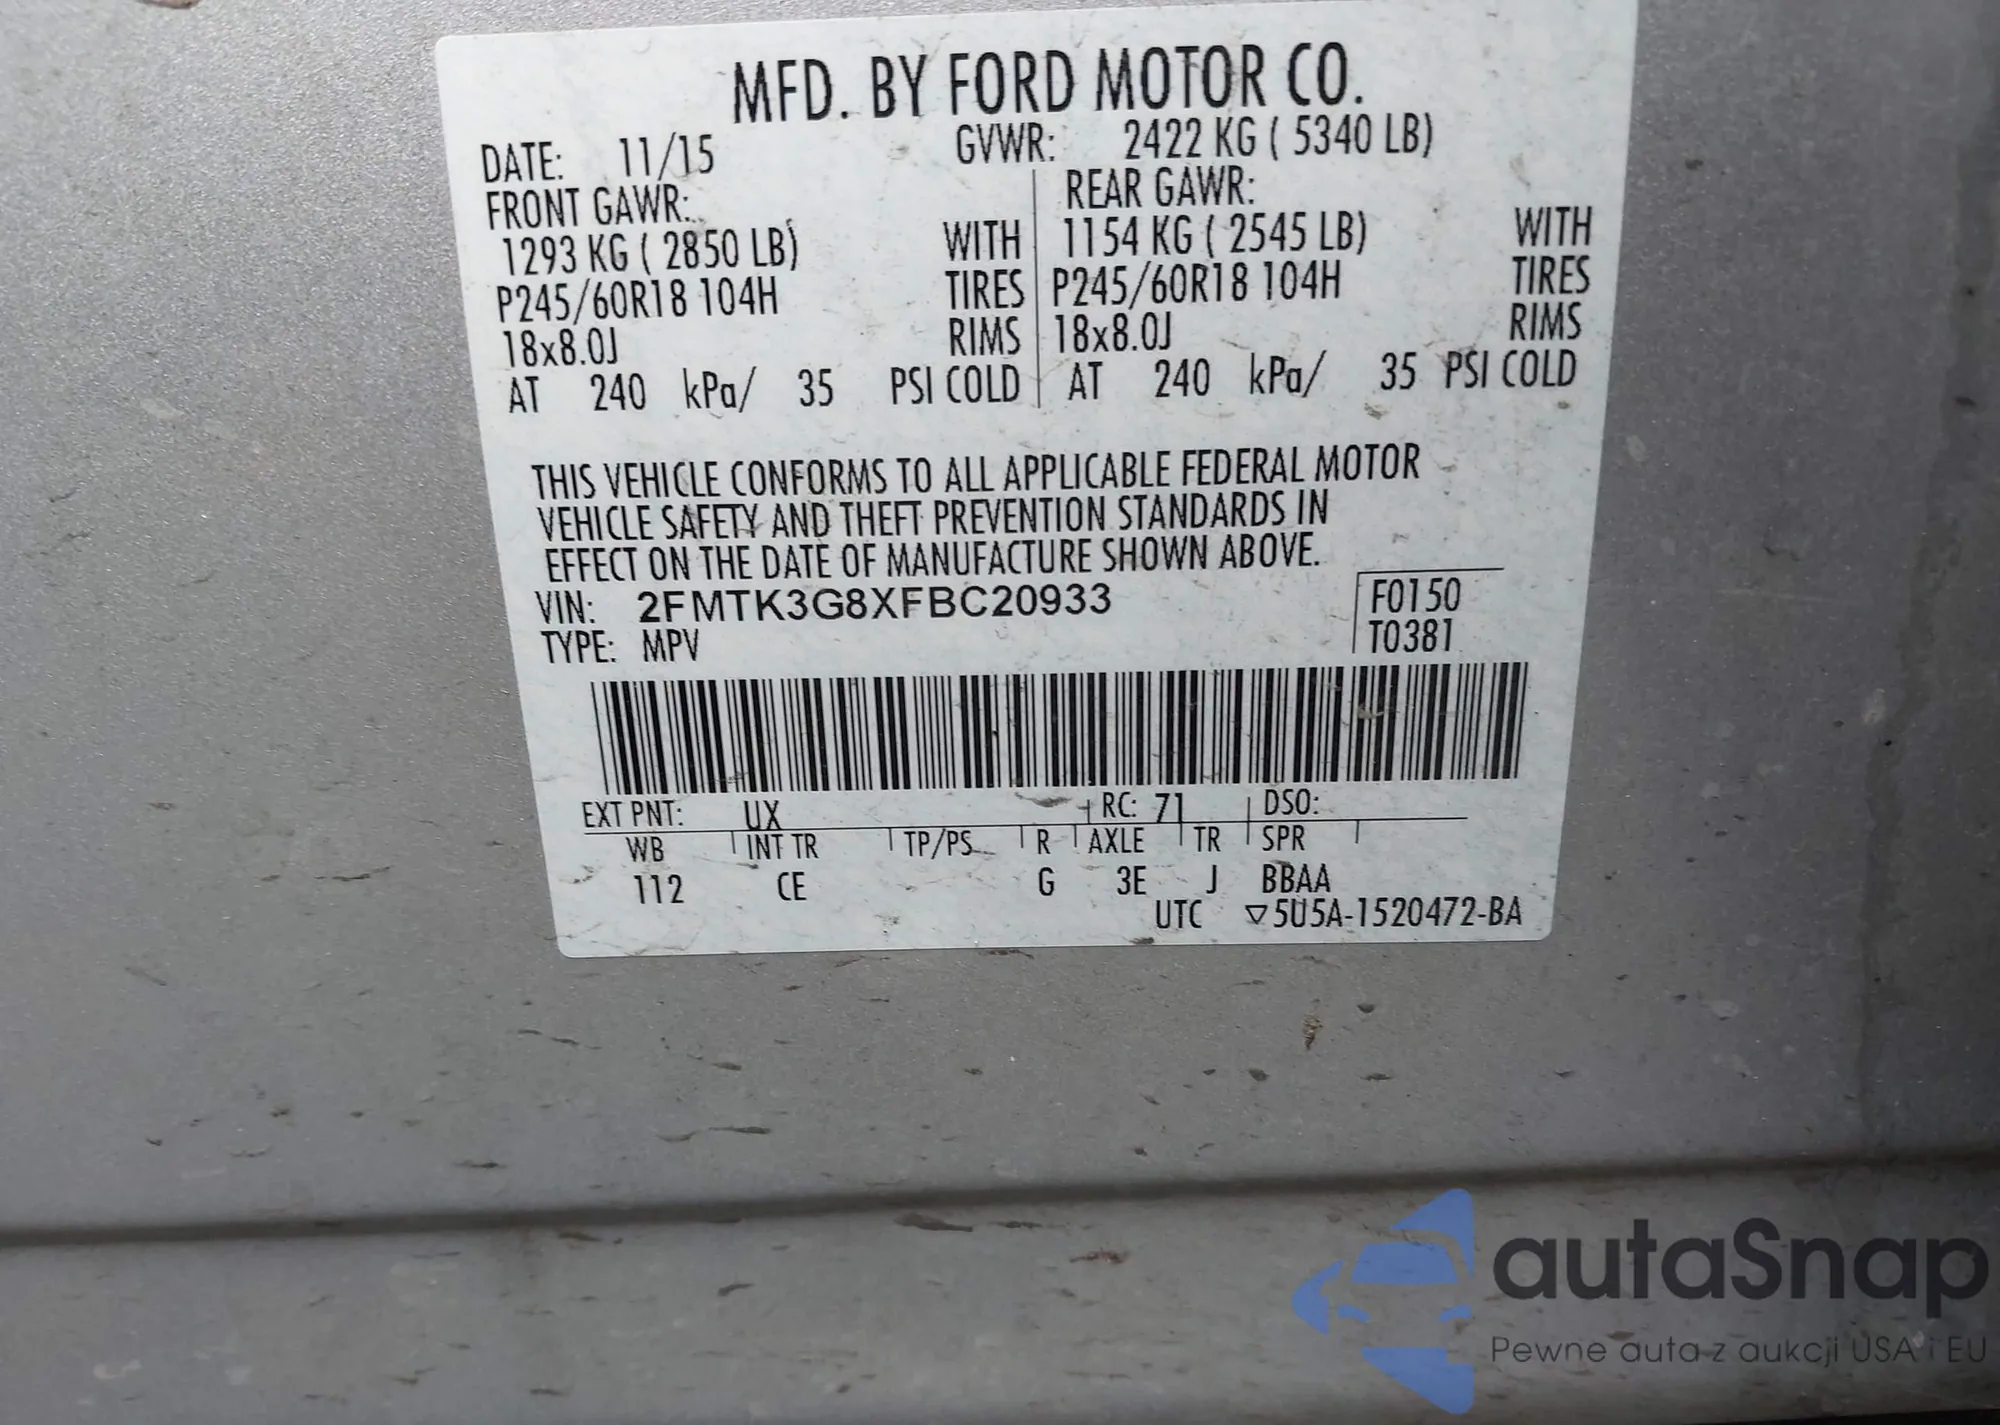 MFD. BY FORD MOTOR CO.
DATE: 11/15 GVWR: 2422 KG ( 5340 LB)
FRONT GAWR: REAR GAWR:
1293 KG ( 2850 LB) WITH 1154 KG ( 2545 LB) WITH
P245/60R18 104H TIRES P245/60R18 104H TIRES
18x8.0J RIMS 18x8.0J RIMS
AT 240 kPa/ 35 PSI COLD AT 240 kPa/ 35 PSI COLD
THIS VEHICLE CONFORMS TO ALL APPLICABLE FEDERAL MOTOR
VEHICLE SAFETY AND THEFT PREVENTION STANDARDS IN
EFFECT ON THE DATE OF MANUFACTURE SHOWN ABOVE.
VIN: 2FMTK3G8XFBC20933 F0150
TYPE: MPV T0381
EXT PNT: UX RC: 71 DSO:
WB INT TR TP/PS R AXLE TR SPR
112 CE G 3E J BBAA
UTC ▽5U5A-1520472-BA
autaSnap
Pewne auta z aukcji USA i EU